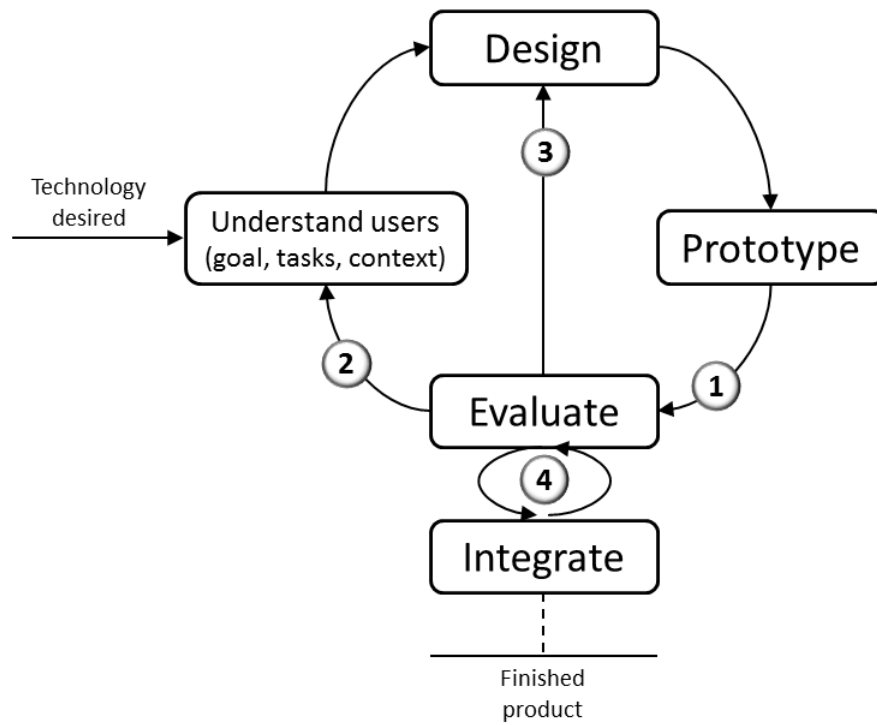 Design
3
Technology
desired
Understand users
(goal, tasks, context)
Prototype
2
1
Evaluate
4
Integrate
Finished
product